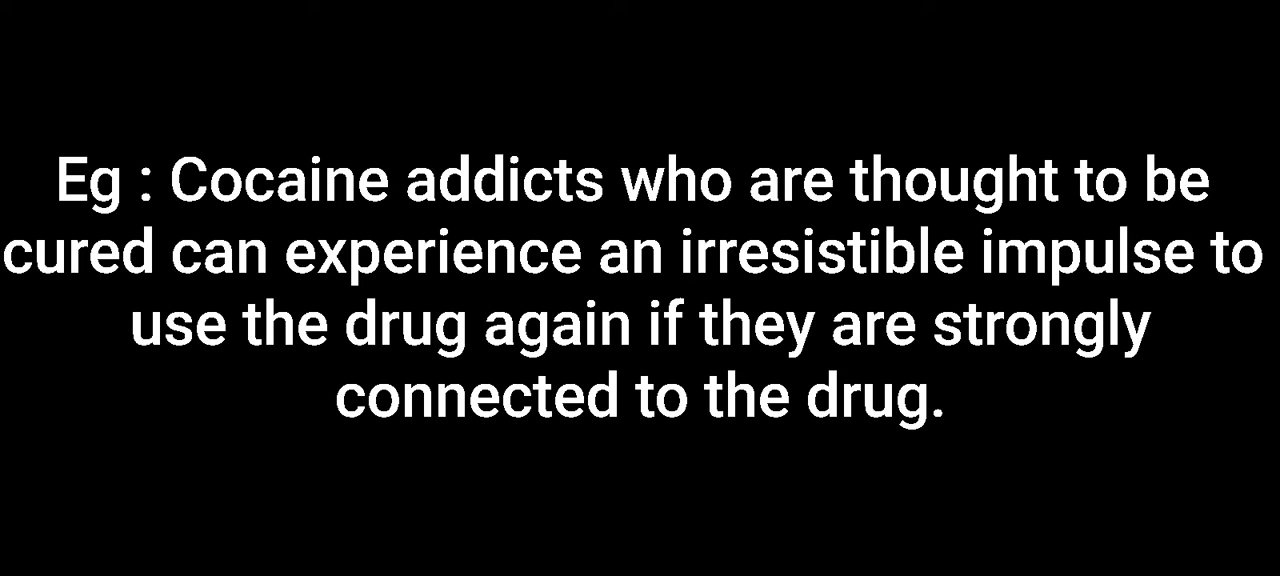 Eg : Cocaine addicts who are thought to be
cured can experience an irresistible impulse to
use the drug again if they are strongly
connected to the drug.